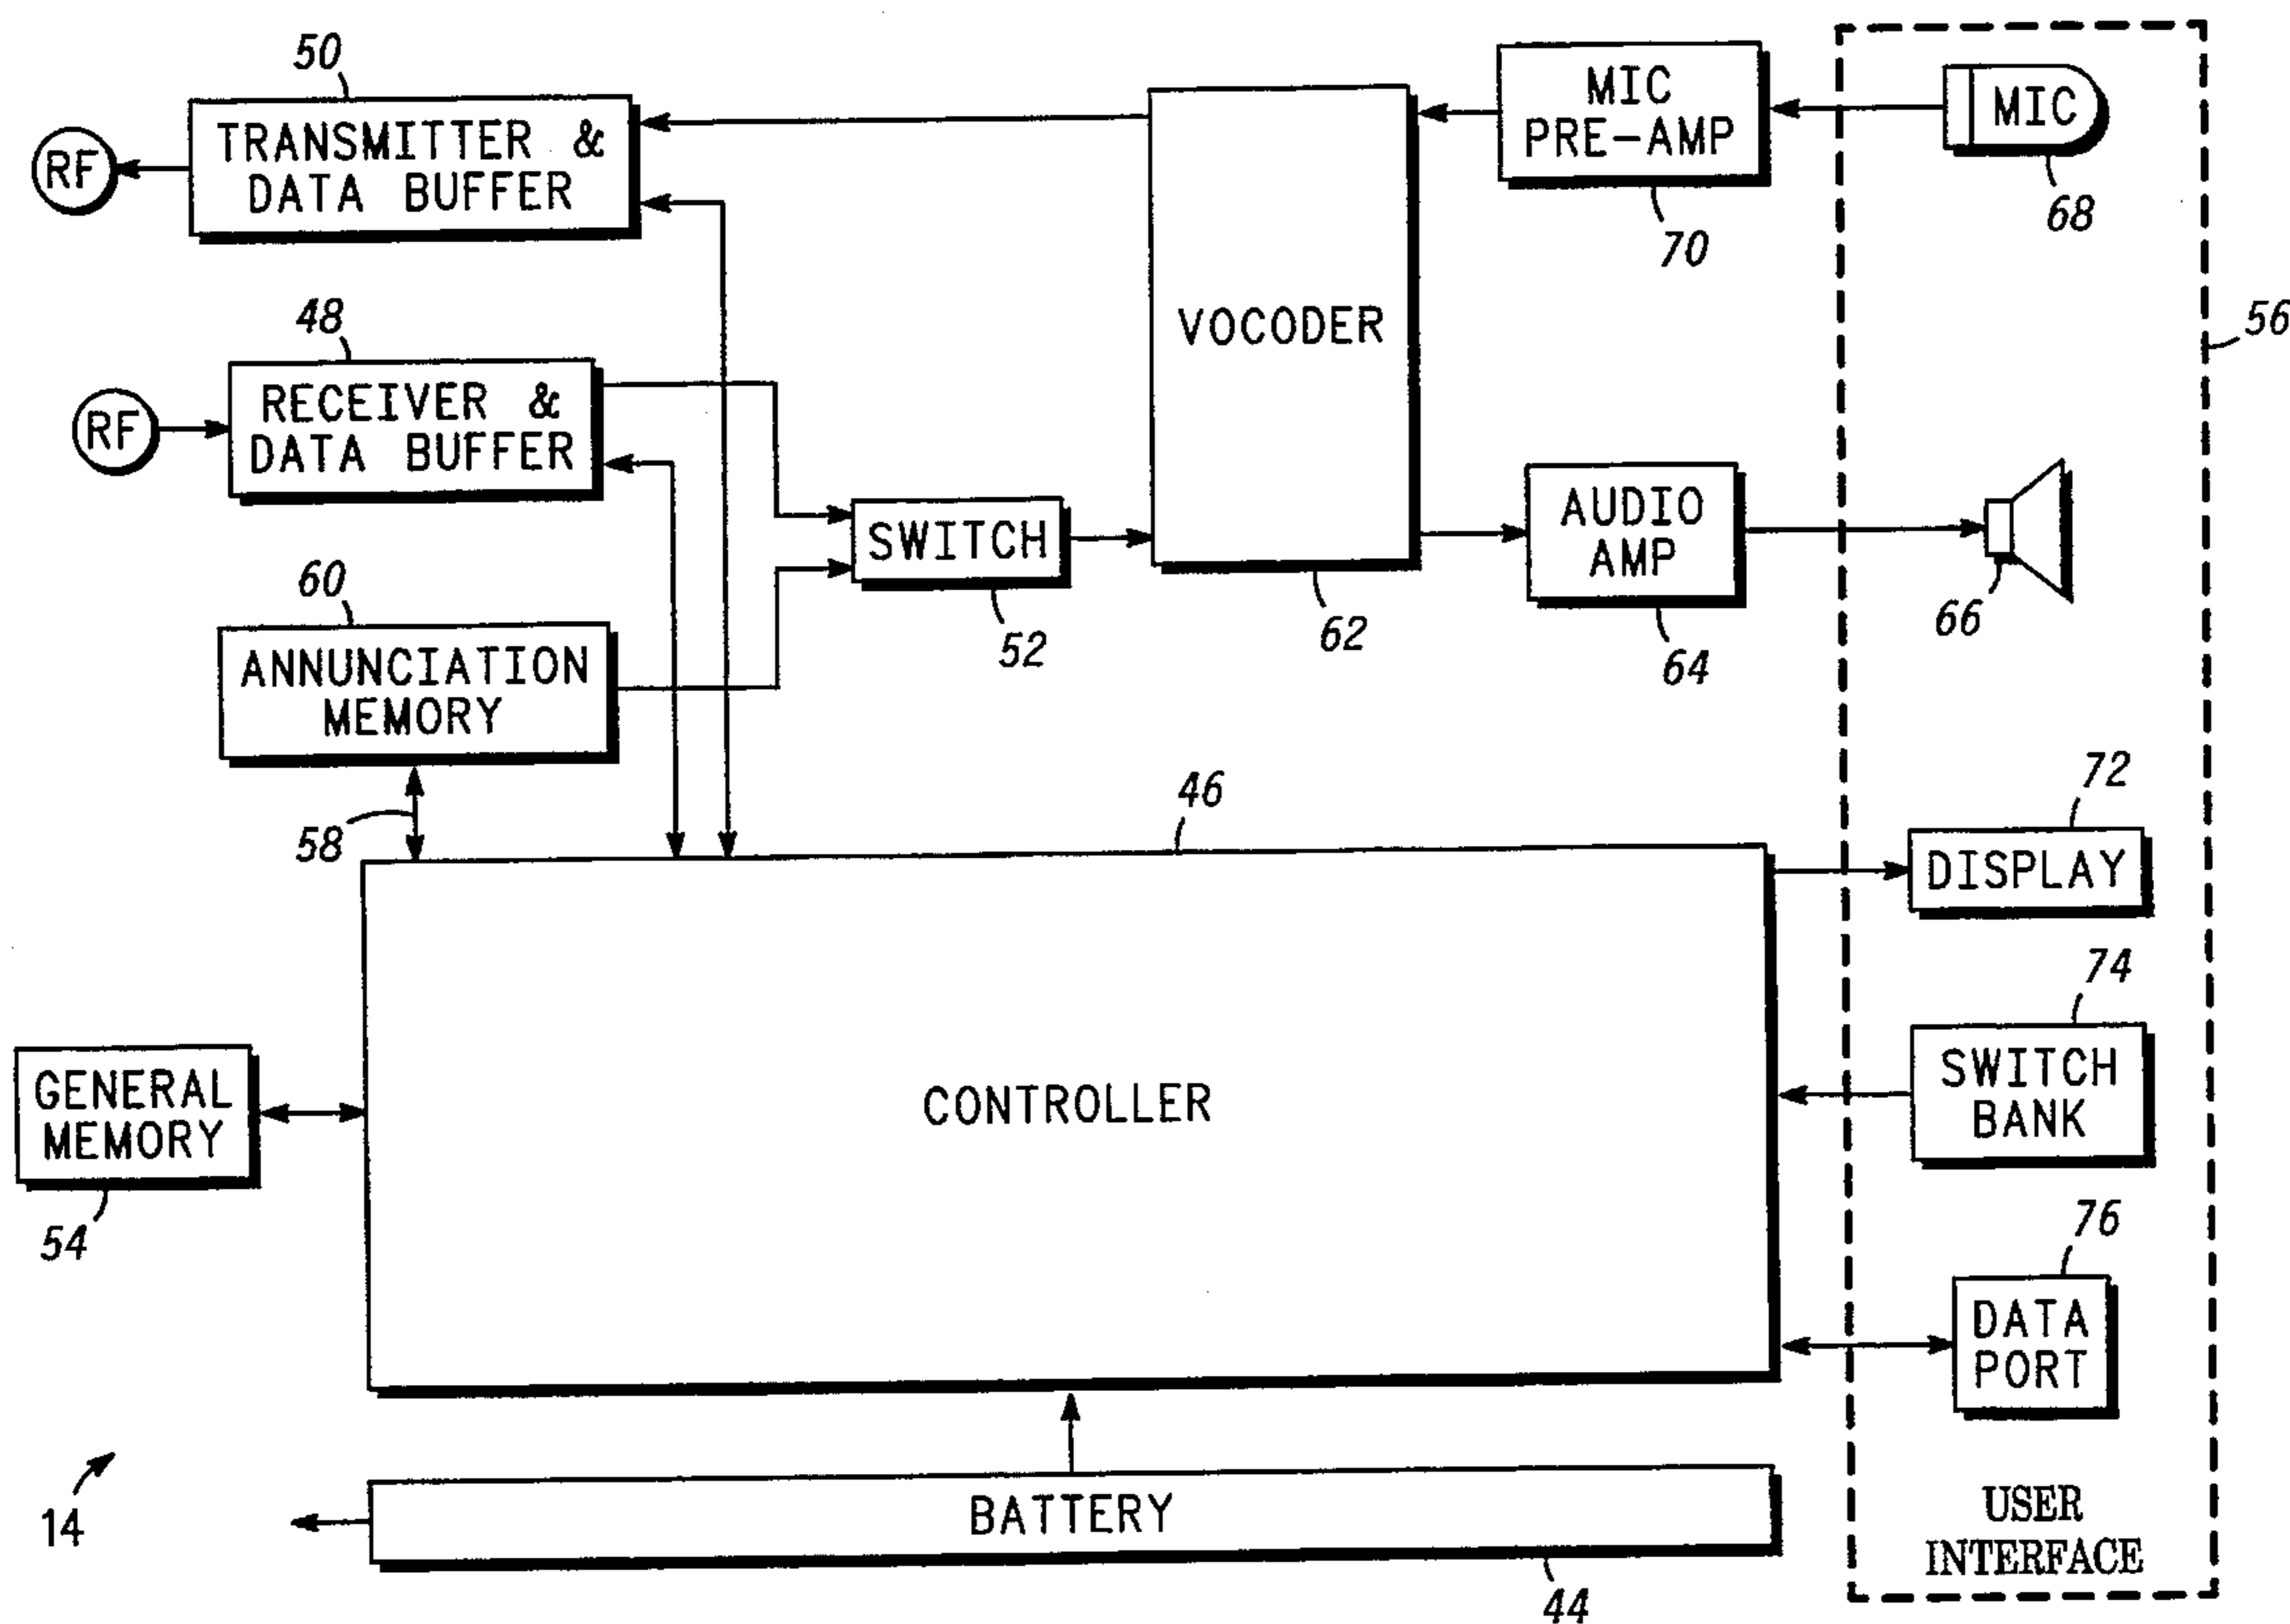 50
TRANSMITTER &
DATA BUFFER
RF
MIC
PRE-AMP
70
MIC
68
VOCODER
62
56
48
RECEIVER &
DATA BUFFER
RF
SWITCH
52
AUDIO
AMP
64
66
60
ANNUNCIATION
MEMORY
58
46
CONTROLLER
72
DISPLAY
74
SWITCH
BANK
GENERAL
MEMORY
54
76
DATA
PORT
14
BATTERY
44
USER
INTERFACE